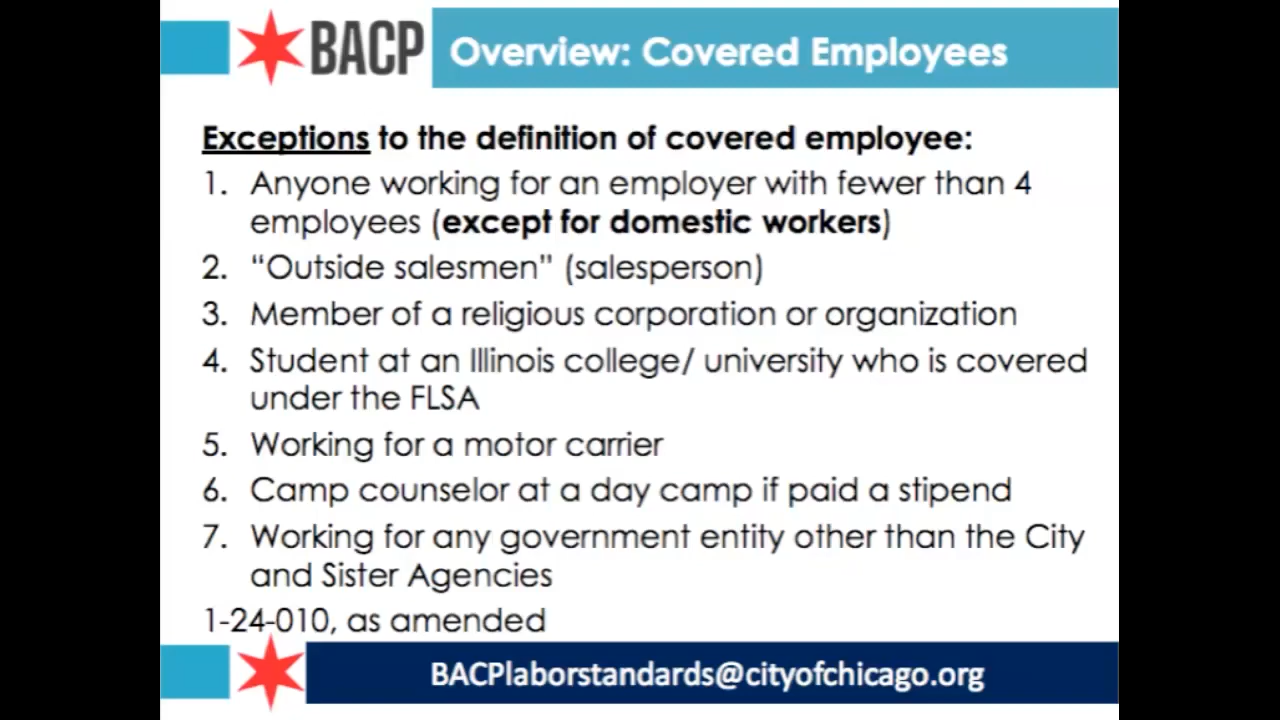 BACP Overview: Covered Employees
Exceptions to the definition of covered employee:
1. Anyone working for an employer with fewer than 4
employees (except for domestic workers)
2. “Outside salesmen” (salesperson)
3. Member of a religious corporation or organization
4. Student at an Illinois college/ university who is covered
under the FLSA
5. Working for a motor carrier
6. Camp counselor at a day camp if paid a stipend
7. Working for any government entity other than the City
and Sister Agencies
1-24-010, as amended
BACPlaborstandards@cityofchicago.org